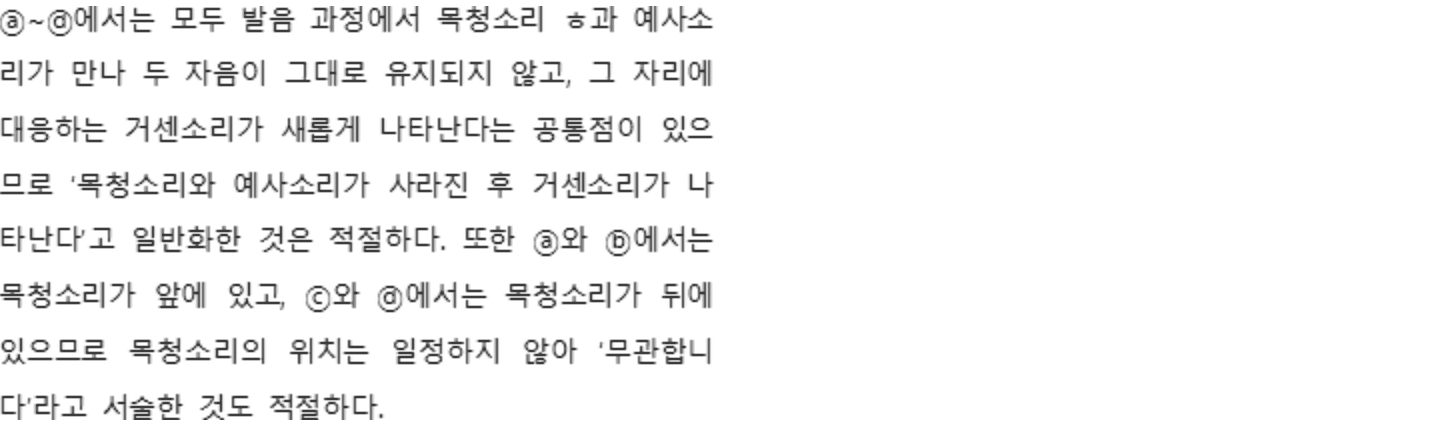 ⓐ~ⓓ에서는 모두 발음 과정에서 목청소리 ㅎ과 예사소
리가 만나 두 자음이 그대로 유지되지 않고, 그 자리에
대응하는 거센소리가 새롭게 나타난다는 공통점이 있으
므로 ‘목청소리와 예사소리가 사라진 후 거센소리가 나
타난다’고 일반화한 것은 적절하다. 또한 ⓐ와 ⓑ에서는
목청소리가 앞에 있고, ⓒ와 ⓓ에서는 목청소리가 뒤에
있으므로 목청소리의 위치는 일정하지 않아 ‘무관합니
다’라고 서술한 것도 적절하다.